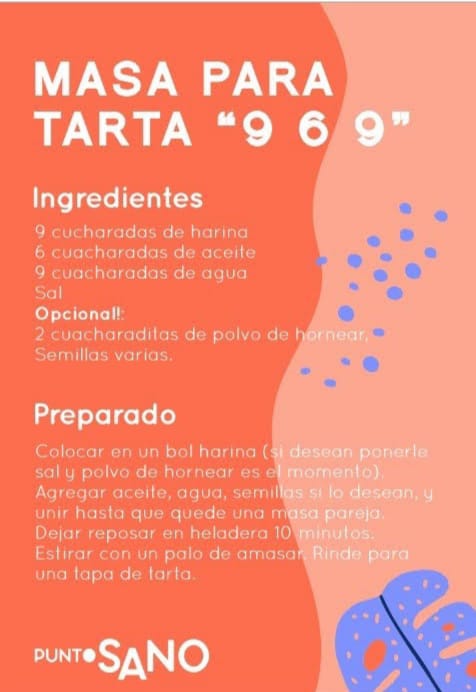 MASA PARA
TARTA “9 6 9”
Ingredientes
9 cucharadas de harina
6 cuacharadas de aceite
9 cuacharadas de agua
Sal
Opcional!:
2 cuacharaditas de polvo de hornear,
Semillas varias.
Preparado
Colocar en un bol harina (si desean ponerle
sal y polvo de hornear es el momento).
Agregar aceite, agua, semillas si lo desean, y
unir hasta que quede una masa pareja.
Dejar reposar en heladera 10 minutos.
Estirar con un palo de amasar. Rinde para
una tapa de tarta.
PUNTO SANO